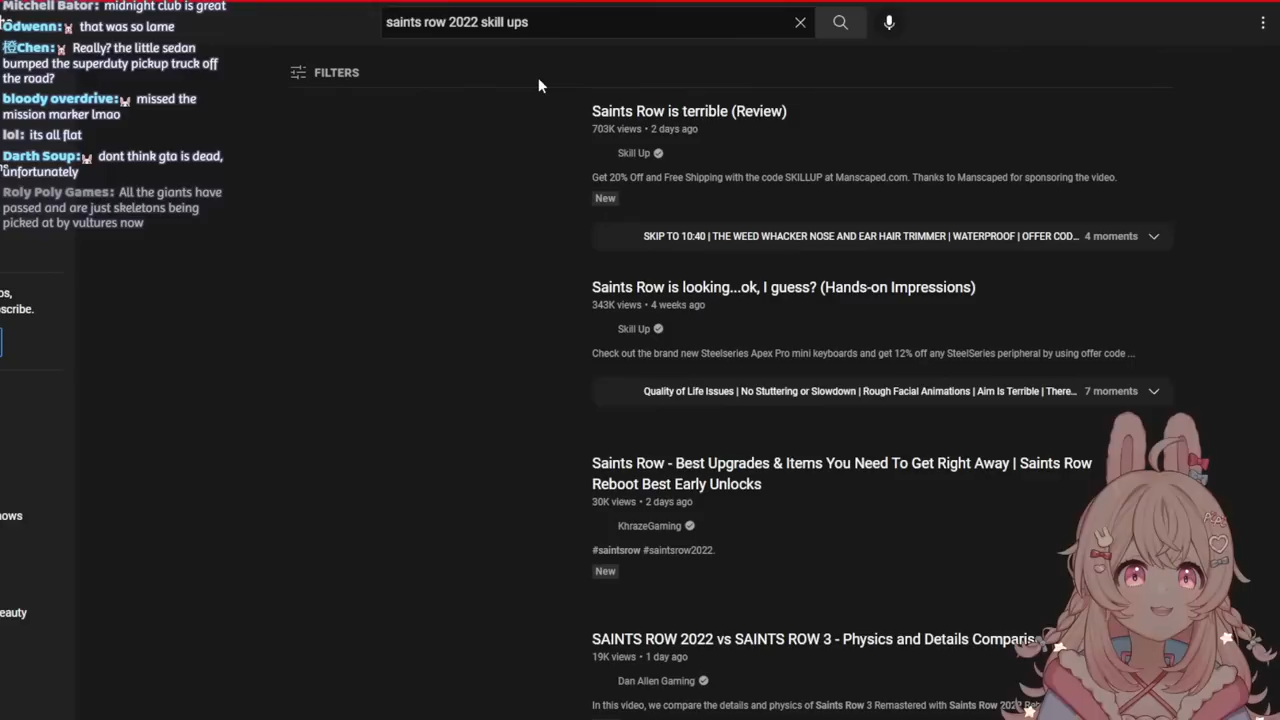 Mitchell Bator: midnight club is great
Odwenn: that was so lame
橙Chen: Really? the little sedan
bumped the superduty pickup truck off
the road?
bloody overdrive: missed the
mission marker lmao
lol: its all flat
Darth Soup: dont think gta is dead,
unfortunately
Roly Poly Games: All the giants have
passed and are just skeletons being
picked at by vultures now
os,
scribe.
nows
eauty
saints row 2022 skill ups
FILTERS
Saints Row is terrible (Review)
703K views • 2 days ago
Skill Up
Get 20% Off and Free Shipping with the code SKILLUP at Manscaped.com. Thanks to Manscaped for sponsoring the video.
New
SKIP TO 10:40 | THE WEED WHACKER NOSE AND EAR HAIR TRIMMER | WATERPROOF | OFFER COD... 4 moments
Saints Row is looking...ok, I guess? (Hands-on Impressions)
343K views • 4 weeks ago
Skill Up
Check out the brand new Steelseries Apex Pro mini keyboards and get 12% off any SteelSeries peripheral by using offer code ...
Quality of Life Issues | No Stuttering or Slowdown | Rough Facial Animations | Aim Is Terrible | There... 7 moments
Saints Row - Best Upgrades & Items You Need To Get Right Away | Saints Row
Reboot Best Early Unlocks
30K views • 2 days ago
KhrazeGaming
#saintsrow #saintsrow2022.
New
SAINTS ROW 2022 vs SAINTS ROW 3 - Physics and Details Comparis
19K views • 1 day ago
Dan Allen Gaming
In this video, we compare the details and physics of Saints Row 3 Remastered with Saints Row 2022